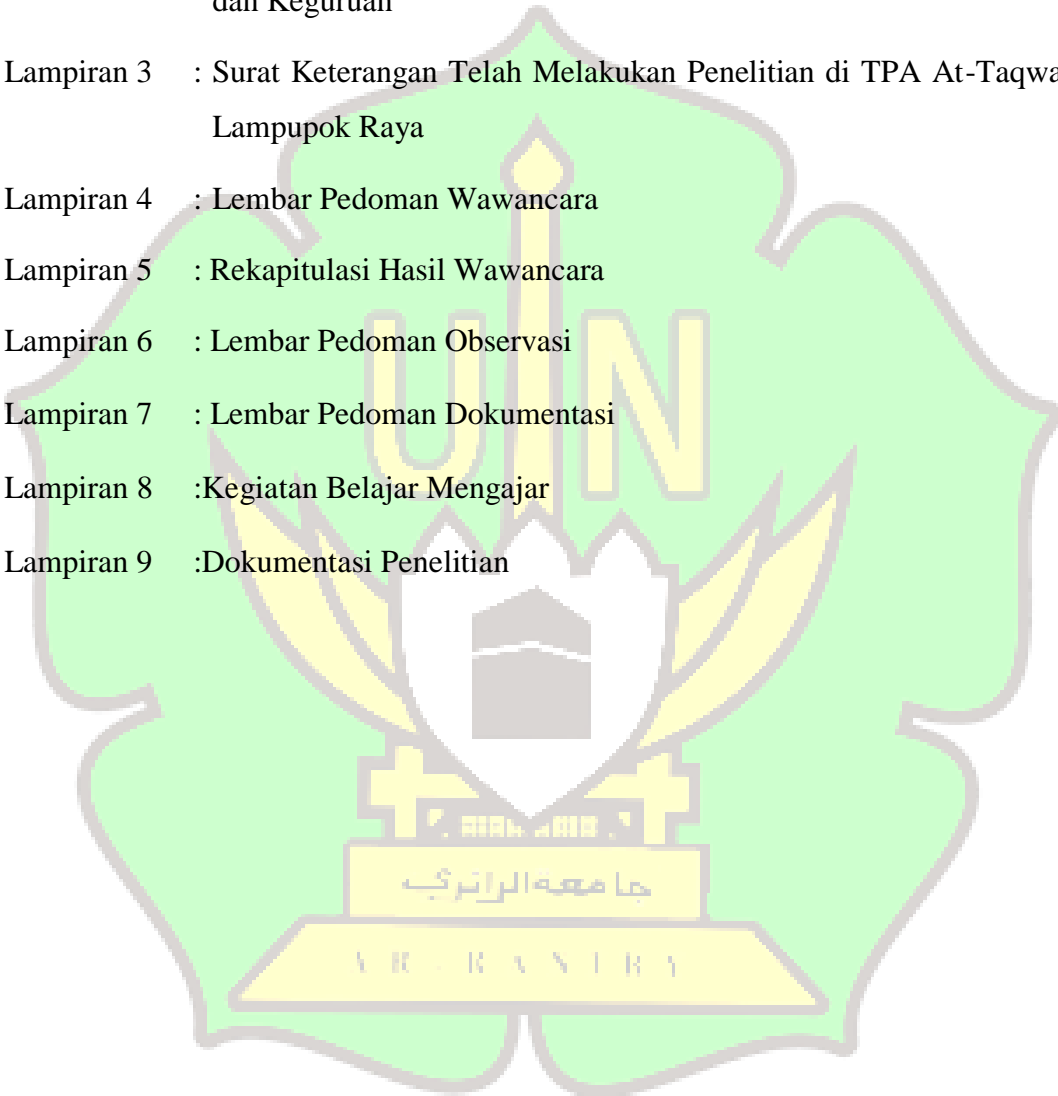 dan Keguruan
Lampiran 3 : Surat Keterangan Telah Melakukan Penelitian di TPA At-Taqwa
Lampupok Raya
Lampiran 4 : Lembar Pedoman Wawancara
Lampiran 5 : Rekapitulasi Hasil Wawancara
Lampiran 6 : Lembar Pedoman Observasi
Lampiran 7 : Lembar Pedoman Dokumentasi
Lampiran 8 :Kegiatan Belajar Mengajar
Lampiran 9 :Dokumentasi Penelitian
UIN
جامعة الرانري
AR - RANIRY